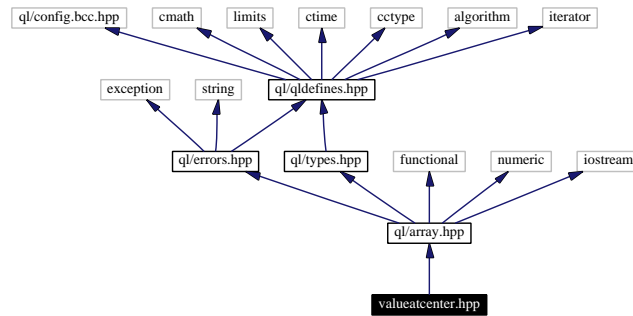 ql/config.bcc.hpp
cmath
limits
ctime
cctype
algorithm
iterator
exception
string
ql/qldefines.hpp
ql/errors.hpp
ql/types.hpp
functional
numeric
iostream
ql/array.hpp
valueatcenter.hpp